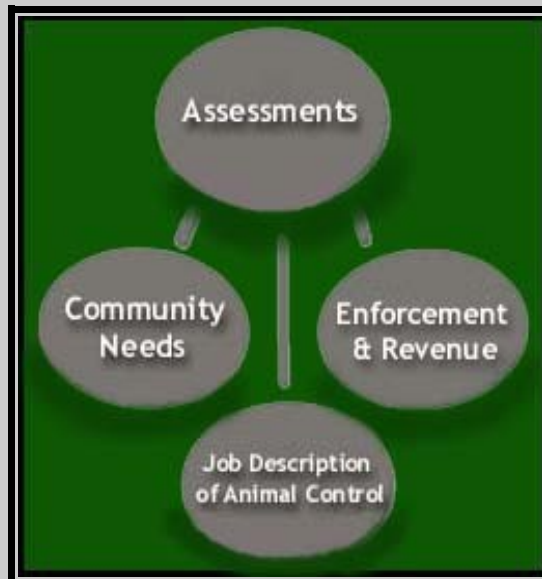 Assessments
Community
Needs
Enforcement
& Revenue
Job Description
of Animal Control